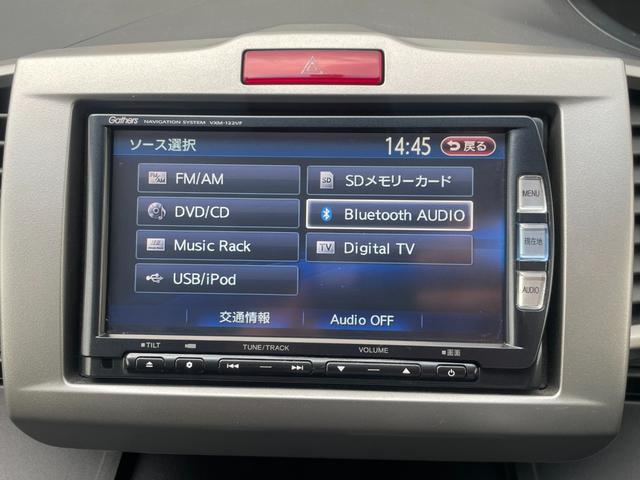 Gathers NAVIGATION SYSTEM VXM-122VF
ソース選択 14:45 戻る
FM/AM SD SDメモリーカード
DVD/CD Bluetooth AUDIO
Music Rack TV Digital TV
USB/iPod
交通情報 Audio OFF
MENU
現在地
AUDIO
TILT TUNE/TRACK VOLUME 画面